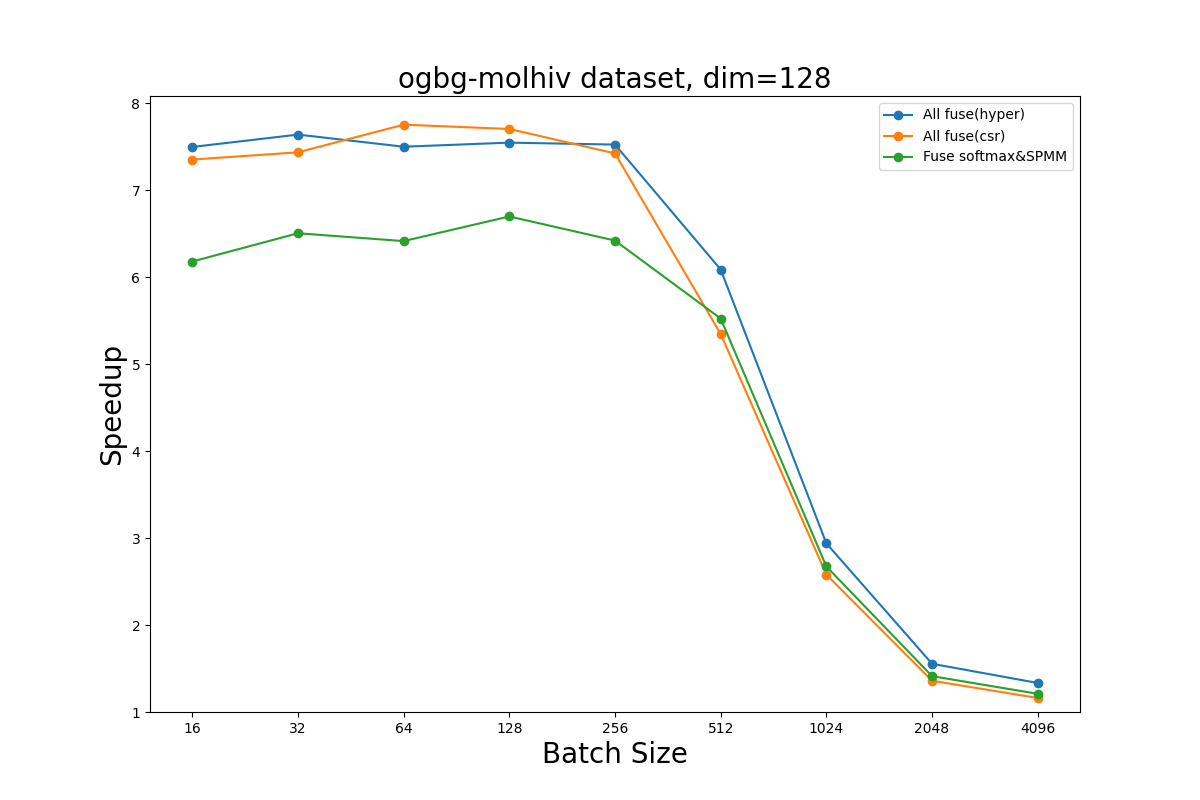 ogbg-molhiv dataset, dim=128
All fuse(hyper)
All fuse(csr)
Fuse softmax&SPMM
Speedup
8
7
6
5
4
3
2
1
16 32 64 128 256 512 1024 2048 4096
Batch Size